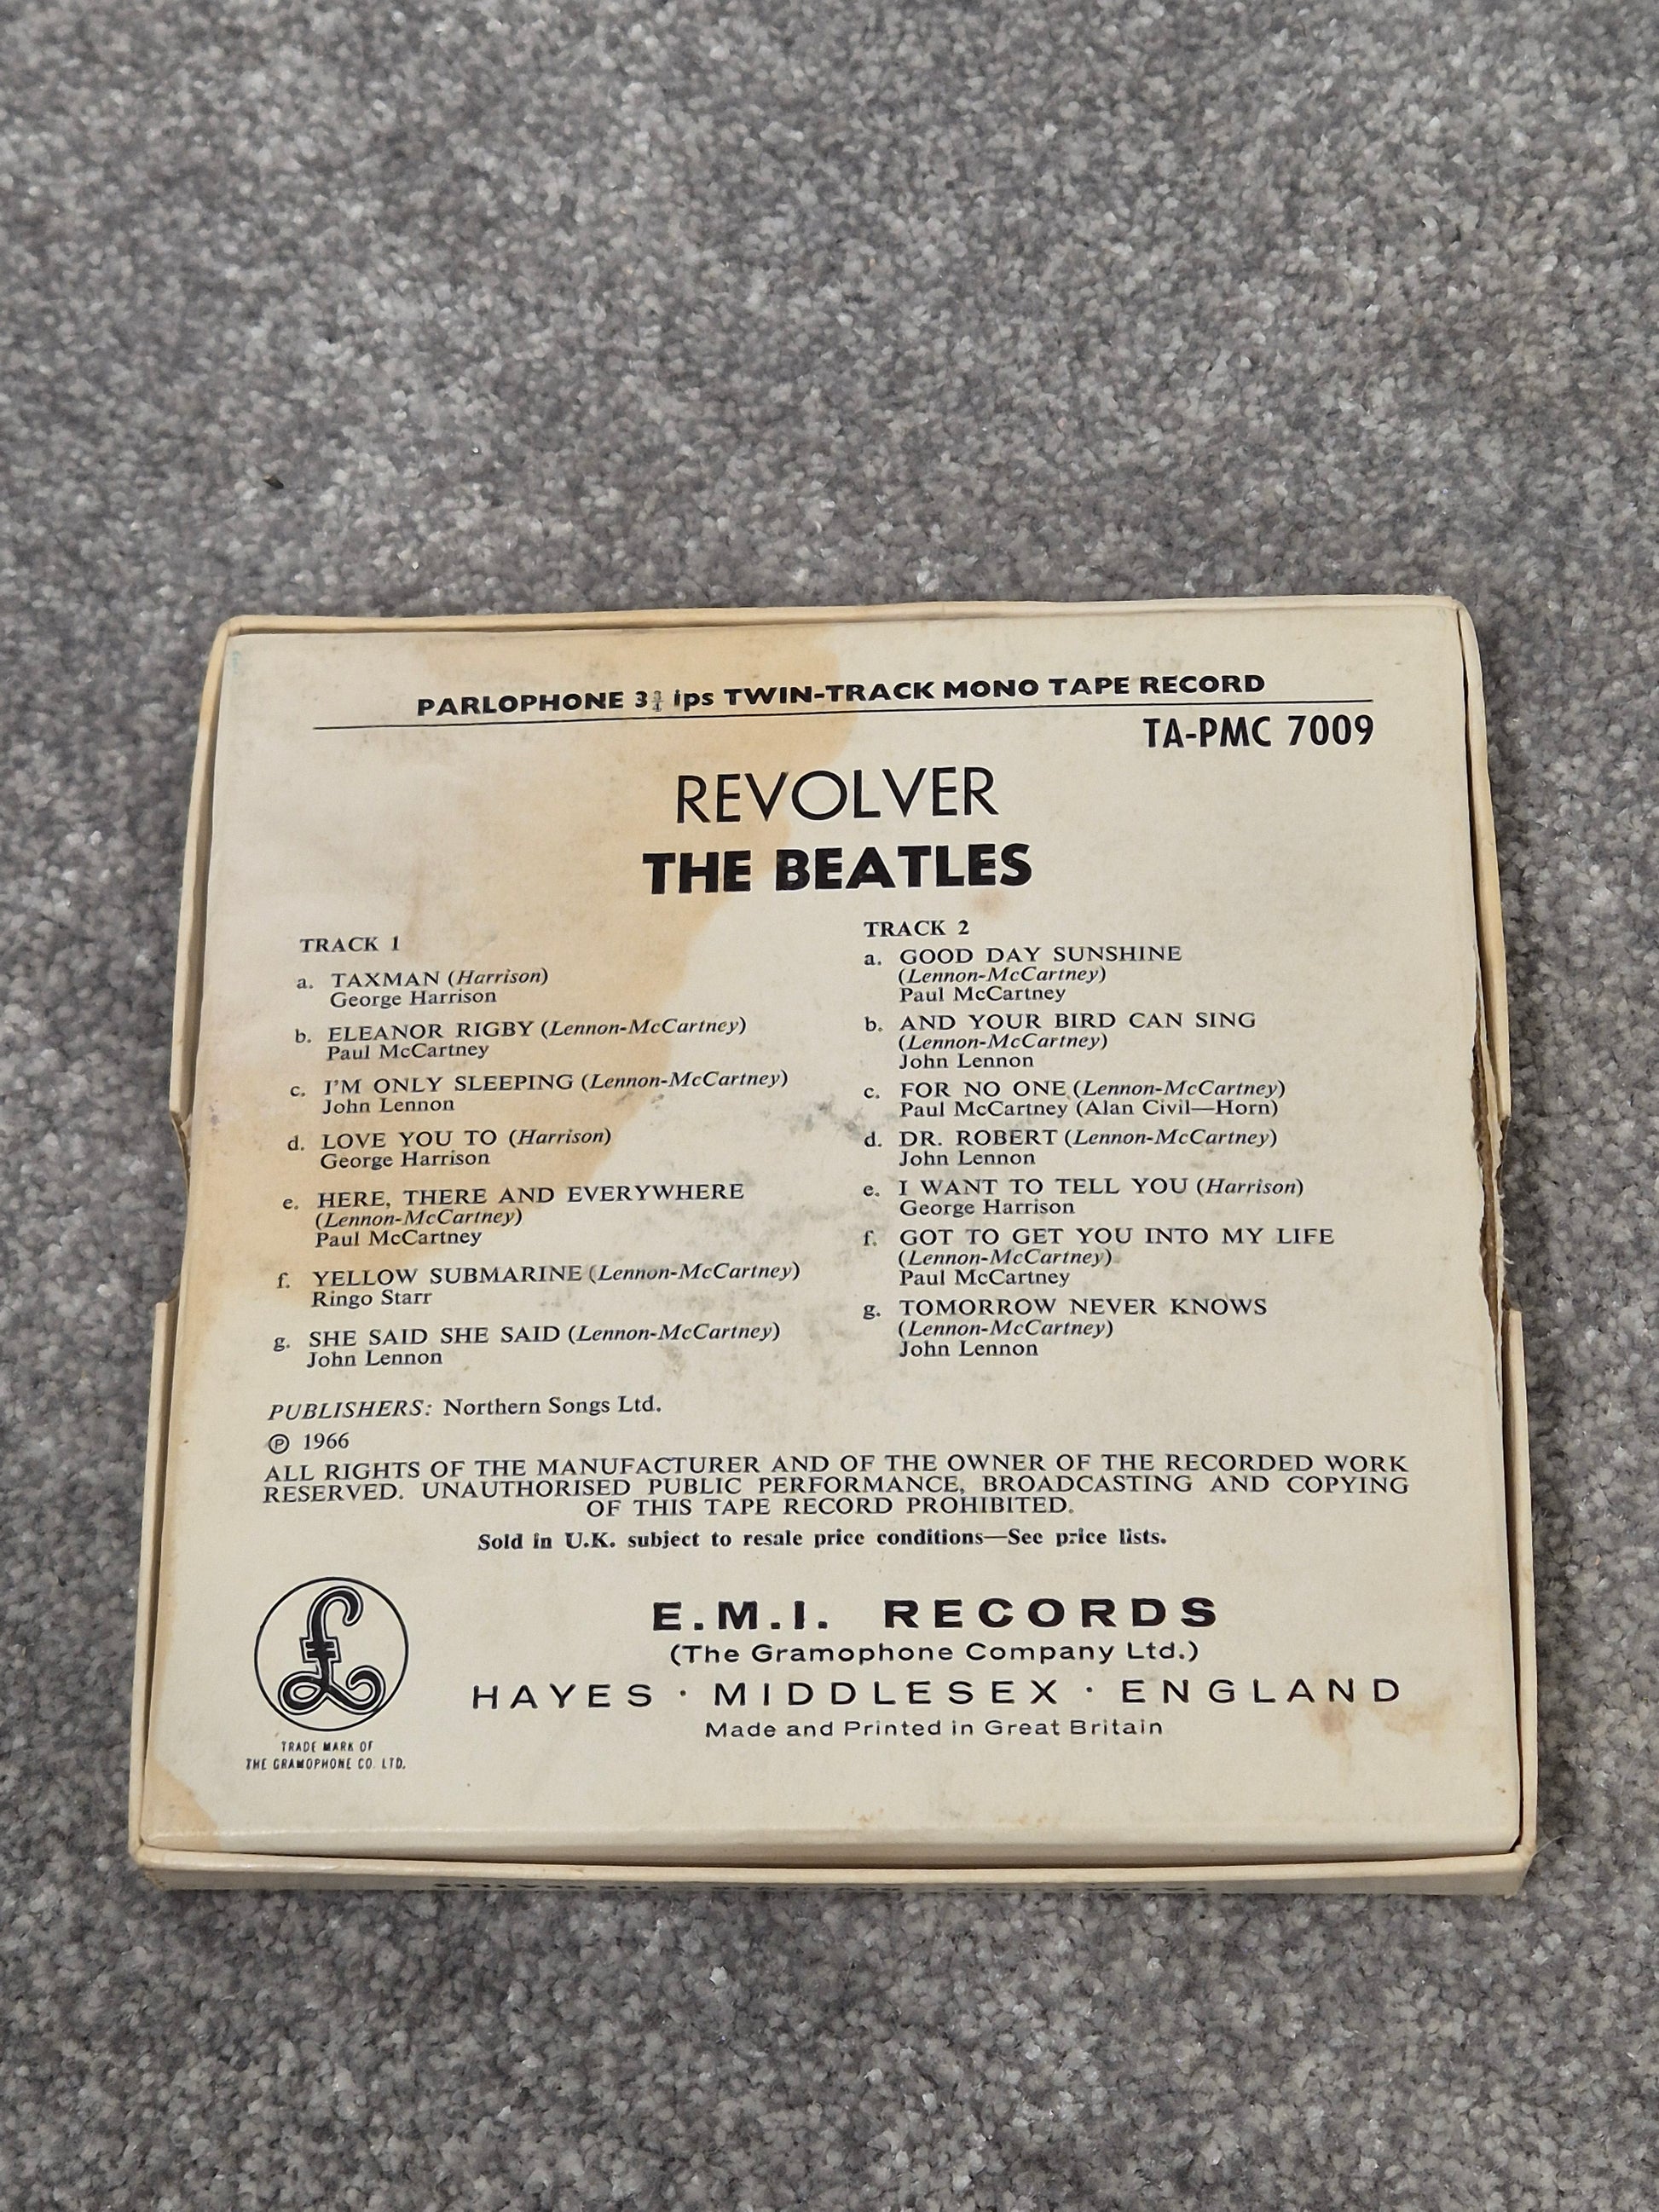 PARLOPHONE 3¾ ips TWIN-TRACK MONO TAPE RECORD
TA-PMC 7009
REVOLVER
THE BEATLES
TRACK 1
a. TAXMAN (Harrison)
George Harrison
b. ELEANOR RIGBY (Lennon-McCartney)
Paul McCartney
c. I'M ONLY SLEEPING (Lennon-McCartney)
John Lennon
d. LOVE YOU TO (Harrison)
George Harrison
e. HERE, THERE AND EVERYWHERE
(Lennon-McCartney)
Paul McCartney
f. YELLOW SUBMARINE (Lennon-McCartney)
Ringo Starr
g. SHE SAID SHE SAID (Lennon-McCartney)
John Lennon
TRACK 2
a. GOOD DAY SUNSHINE
(Lennon-McCartney)
Paul McCartney
b. AND YOUR BIRD CAN SING
(Lennon-McCartney)
John Lennon
c. FOR NO ONE (Lennon-McCartney)
Paul McCartney (Alan Civil—Horn)
d. DR. ROBERT (Lennon-McCartney)
John Lennon
e. I WANT TO TELL YOU (Harrison)
George Harrison
f. GOT TO GET YOU INTO MY LIFE
(Lennon-McCartney)
Paul McCartney
g. TOMORROW NEVER KNOWS
(Lennon-McCartney)
John Lennon
PUBLISHERS: Northern Songs Ltd.
℗ 1966
ALL RIGHTS OF THE MANUFACTURER AND OF THE OWNER OF THE RECORDED WORK
RESERVED. UNAUTHORISED PUBLIC PERFORMANCE, BROADCASTING AND COPYING
OF THIS TAPE RECORD PROHIBITED.
Sold in U.K. subject to resale price conditions—See price lists.
£
TRADE MARK OF
THE GRAMOPHONE CO. LTD.
E.M.I. RECORDS
(The Gramophone Company Ltd.)
HAYES · MIDDLESEX · ENGLAND
Made and Printed in Great Britain